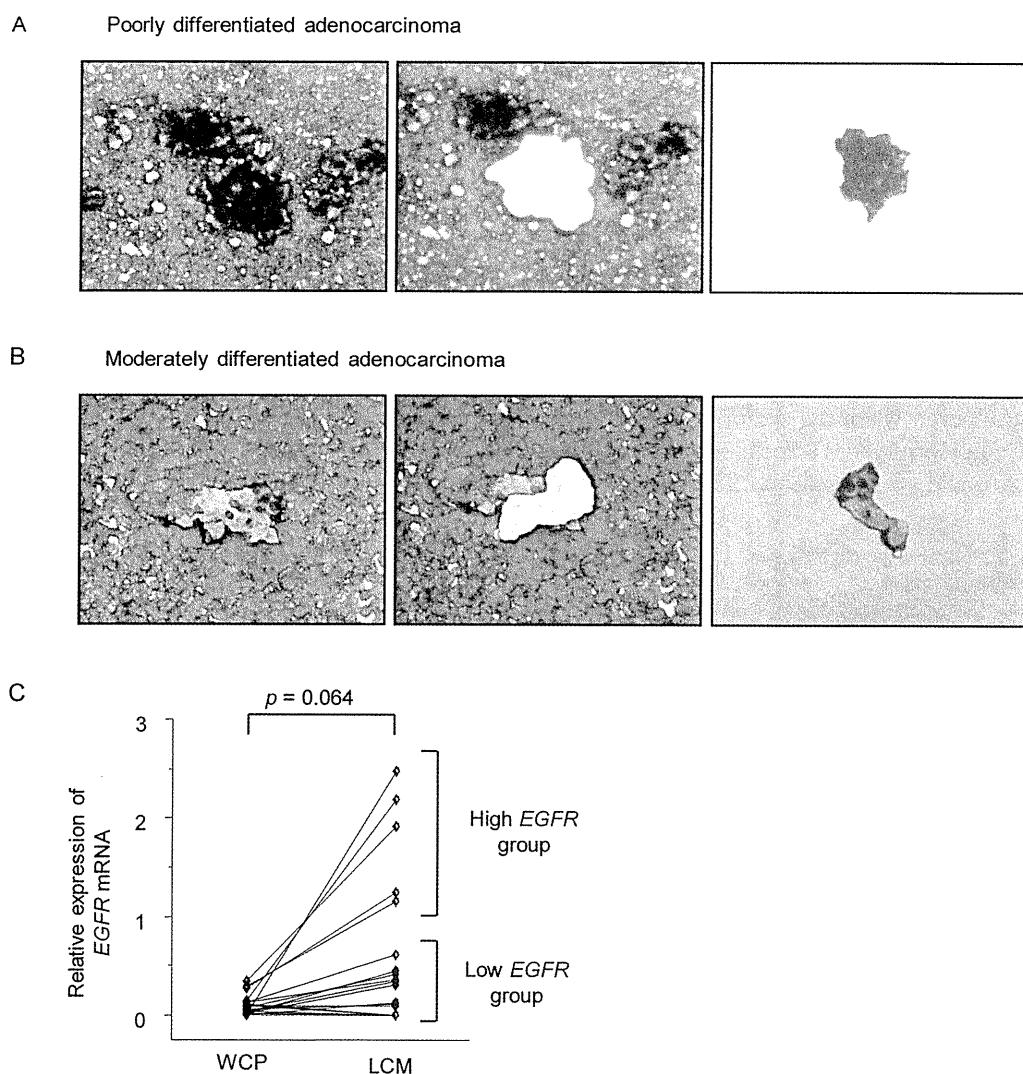 A Poorly differentiated adenocarcinoma
B Moderately differentiated adenocarcinoma
C
p = 0.064
3
2
1
0
Relative expression of
EGFR mRNA
High EGFR
group
Low EGFR
group
WCP LCM